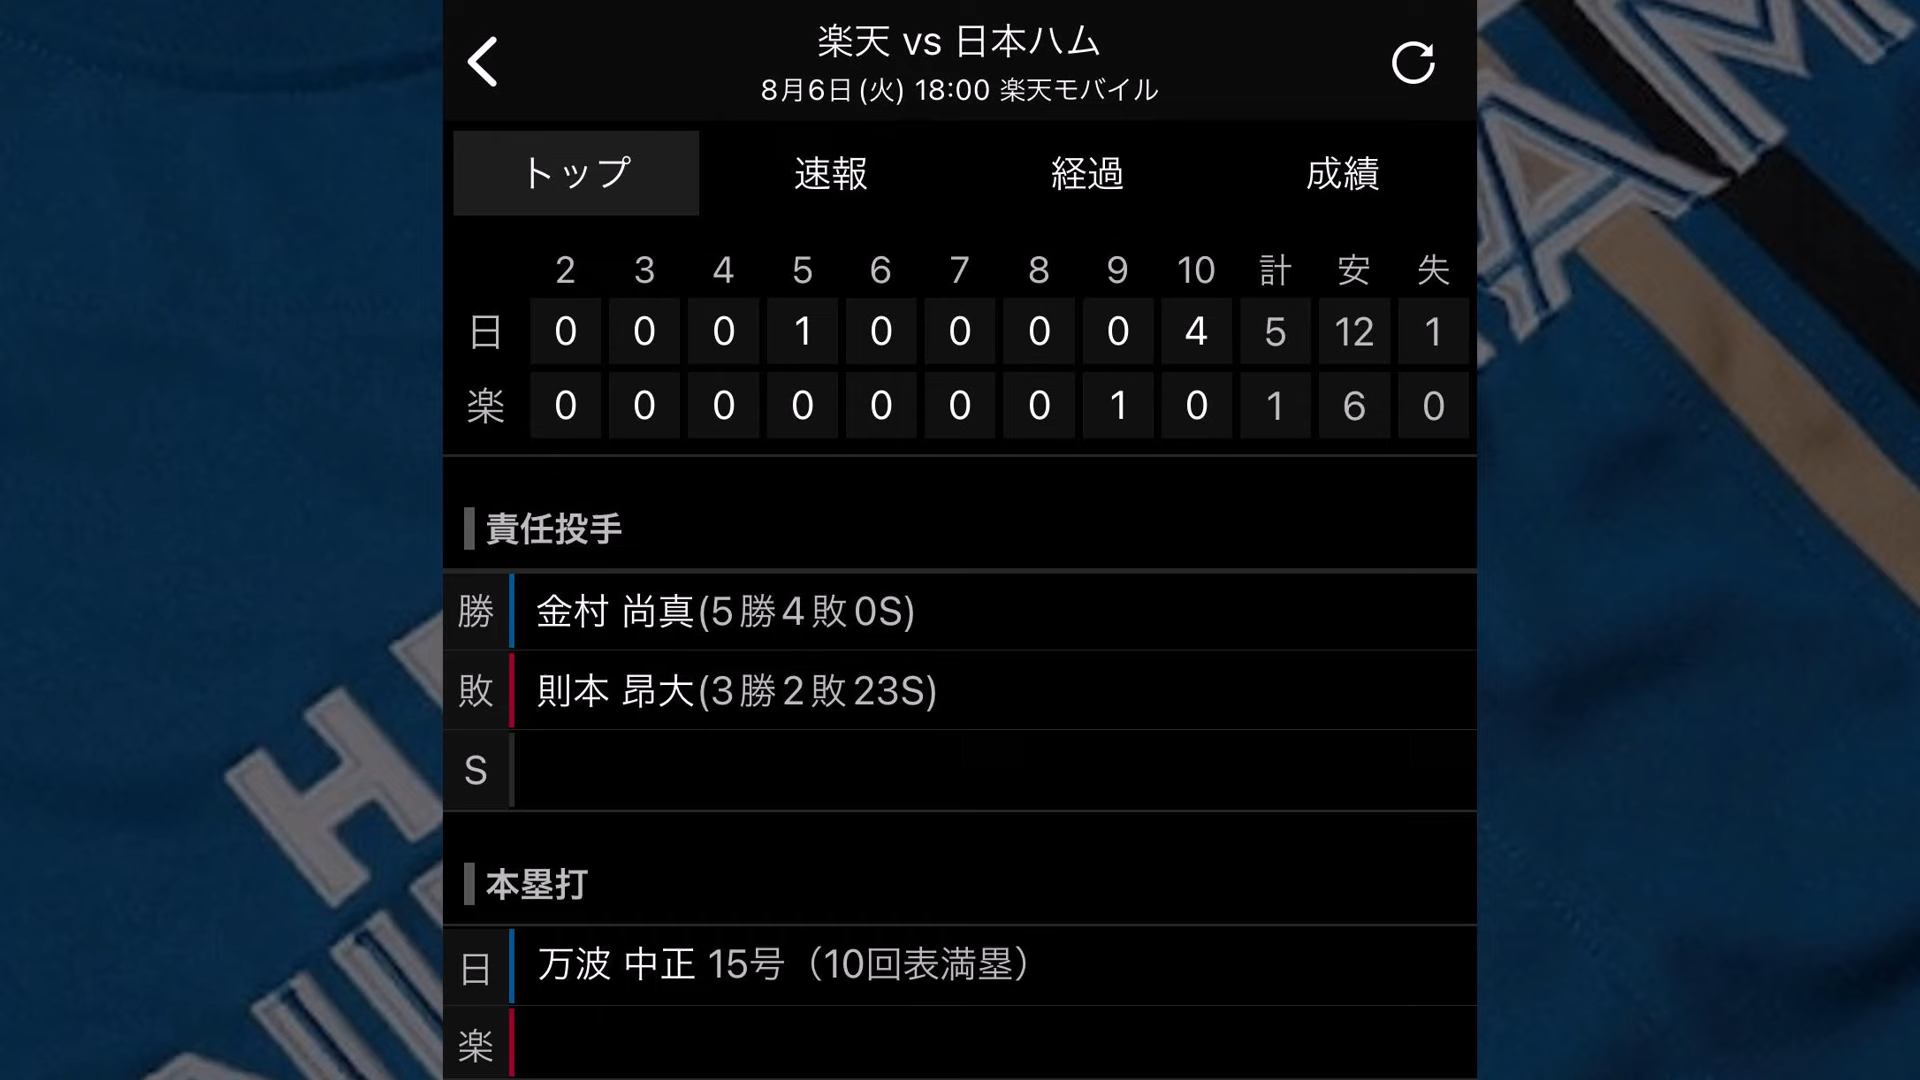 楽天 vs 日本ハム
8月6日(火) 18:00 楽天モバイル
トップ 速報 経過 成績
2 3 4 5 6 7 8 9 10 計 安 失
日 0 0 0 1 0 0 0 0 4 5 12 1
楽 0 0 0 0 0 0 0 1 0 1 6 0
責任投手
勝 金村 尚真(5勝4敗0S)
敗 則本 昂大(3勝2敗23S)
S
本塁打
日 万波 中正 15号（10回表満塁）
楽